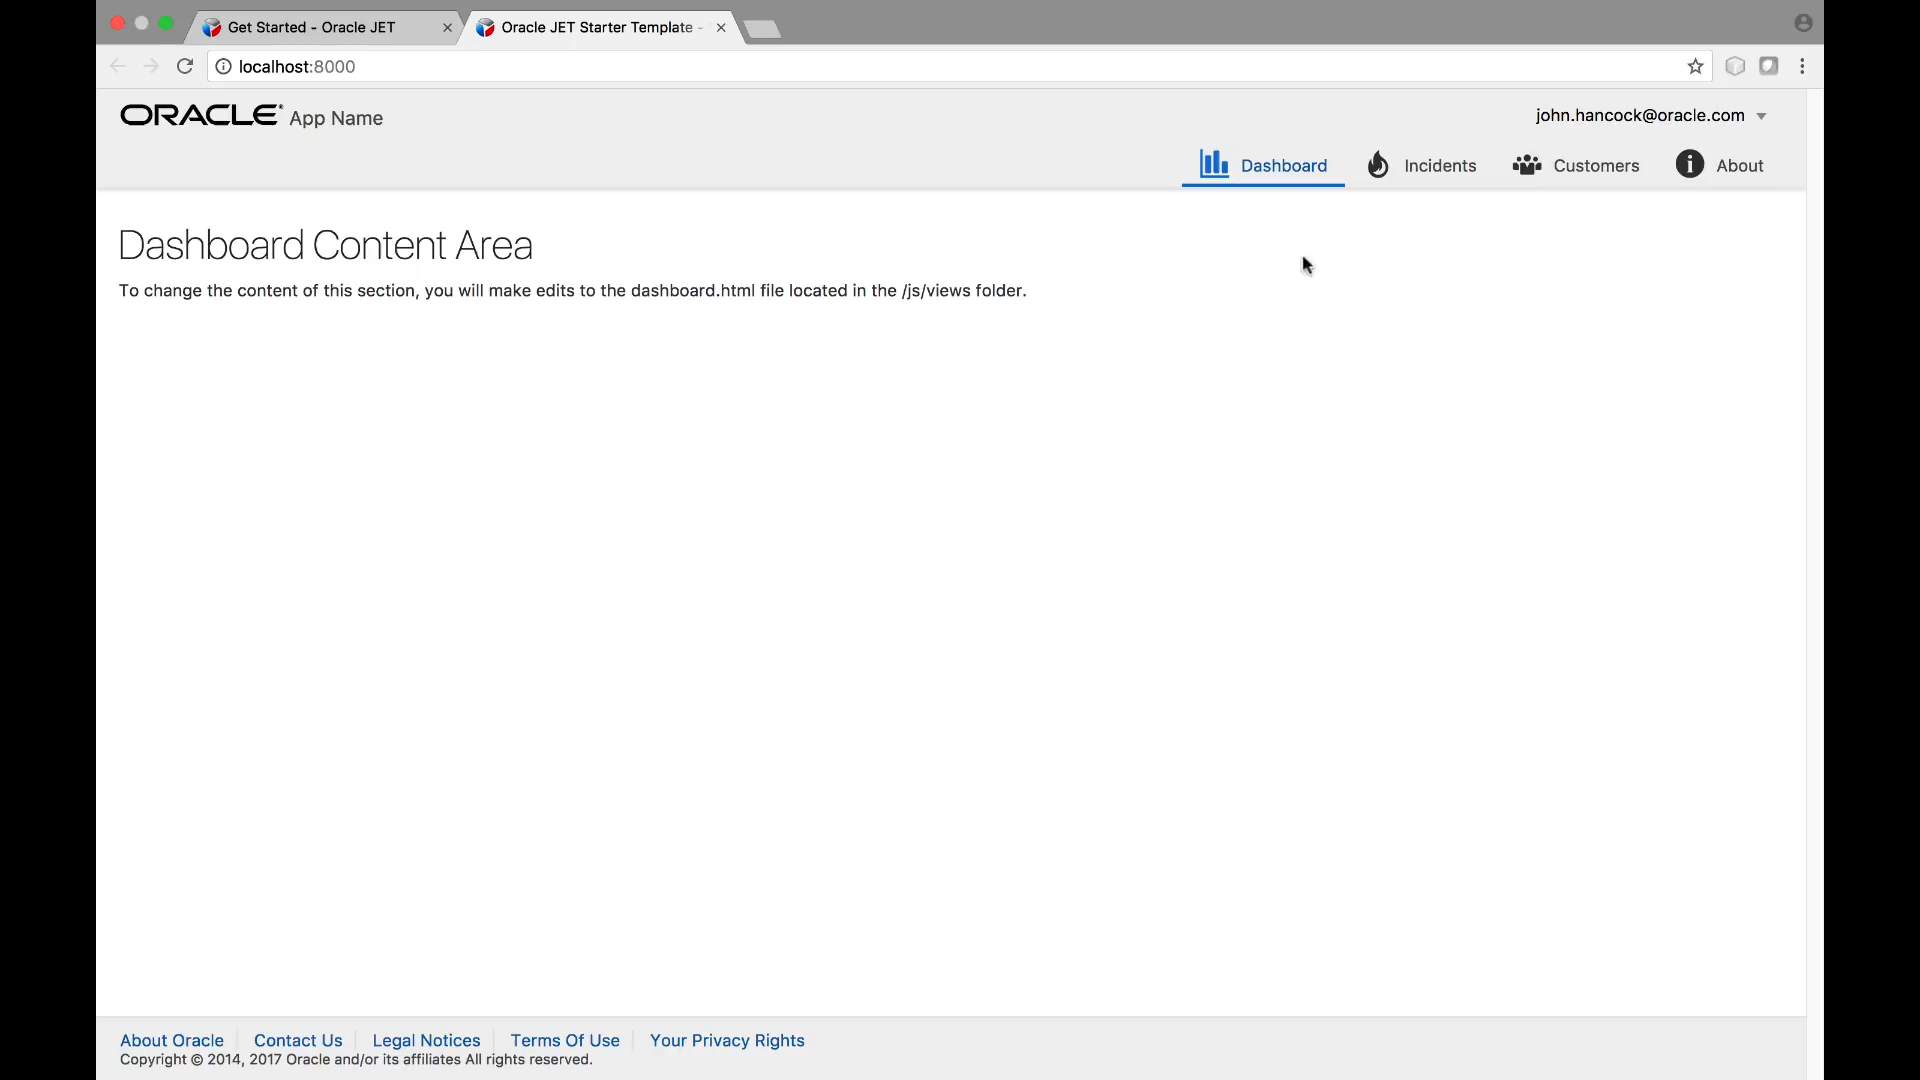 Get Started - Oracle JET
Oracle JET Starter Template -
localhost:8000
ORACLE® App Name
john.hancock@oracle.com
Dashboard
Incidents
Customers
About
Dashboard Content Area
To change the content of this section, you will make edits to the dashboard.html file located in the /js/views folder.
About Oracle
Contact Us
Legal Notices
Terms Of Use
Your Privacy Rights
Copyright © 2014, 2017 Oracle and/or its affiliates All rights reserved.